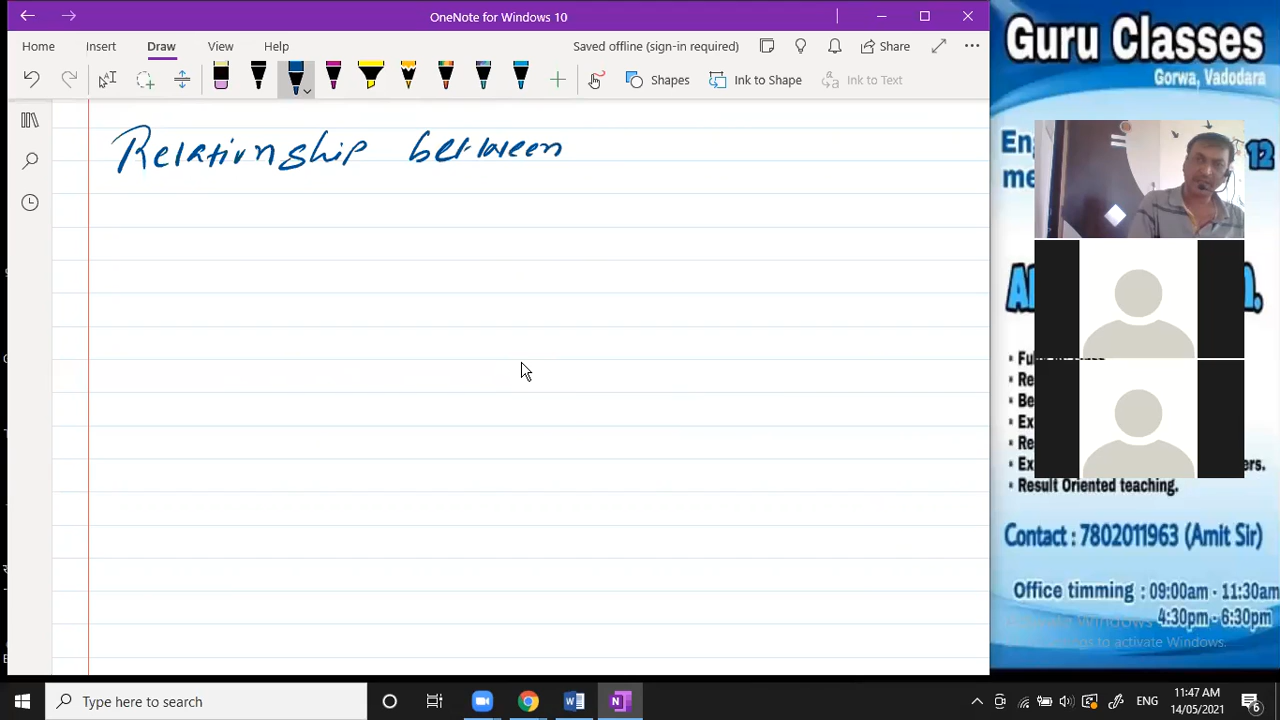 OneNote for Windows 10
Home Insert Draw View Help Saved offline (sign-in required) Share
Shapes Ink to Shape Ink to Text
Relationship between
Guru Classes
Gorwa, Vadodara
12
• Result Oriented teaching.
Contact : 7802011963 (Amit Sir)
Office timming : 09:00am - 11:30am
4:30pm - 6:30pm
Type here to search
ENG
11:47 AM
14/05/2021
6